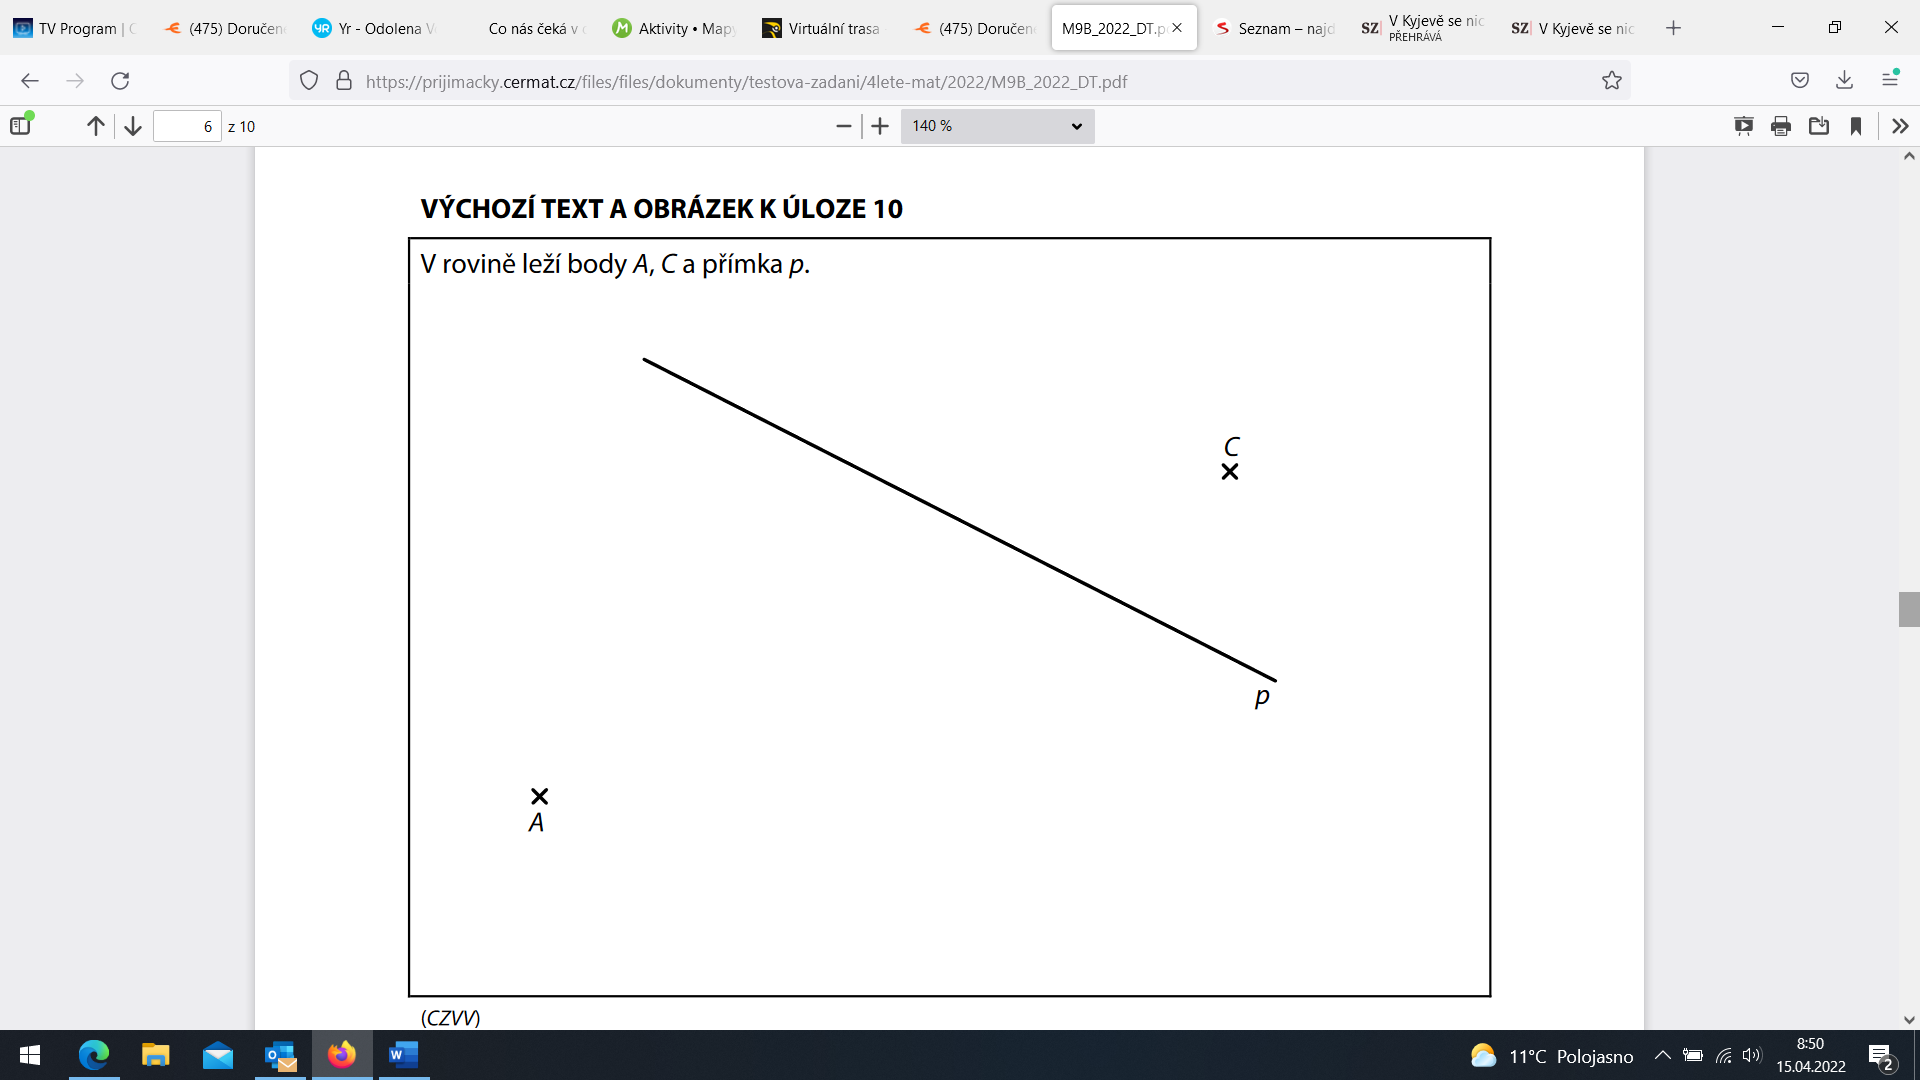 TV Program |
(475) Doručen
Yr - Odolena V
Co nás čeká v
Aktivity • Mapy
Virtuální trasa
(475) Doručen
M9B_2022_DT.p
Seznam – najd
SZ V Kyjevě se nic
PŘEHRÁVÁ
SZ V Kyjevě se nic
https://prijimacky.cermat.cz/files/files/dokumenty/testova-zadani/4lete-mat/2022/M9B_2022_DT.pdf
6 z 10
140 %
VÝCHOZÍ TEXT A OBRÁZEK K ÚLOZE 10
V rovině leží body A, C a přímka p.
C
p
A
(CZVV)
11°C Polojasno
8:50
15.04.2022
2